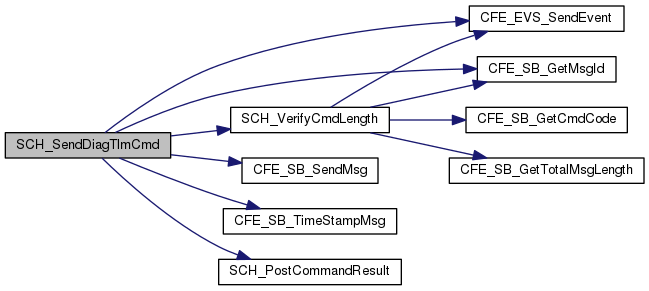 CFE_EVS_SendEvent
CFE_SB_GetMsgId
SCH_VerifyCmdLength
CFE_SB_GetCmdCode
SCH_SendDiagTlmCmd
CFE_SB_SendMsg
CFE_SB_GetTotalMsgLength
CFE_SB_TimeStampMsg
SCH_PostCommandResult